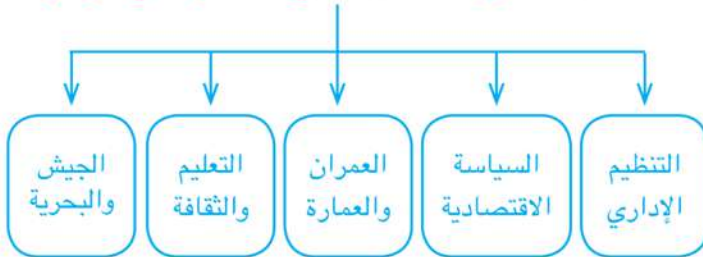 التنظيم
الإداري
السياسة
الاقتصادية
العمران
والعمارة
التعليم
والثقافة
الجيش
والبحرية